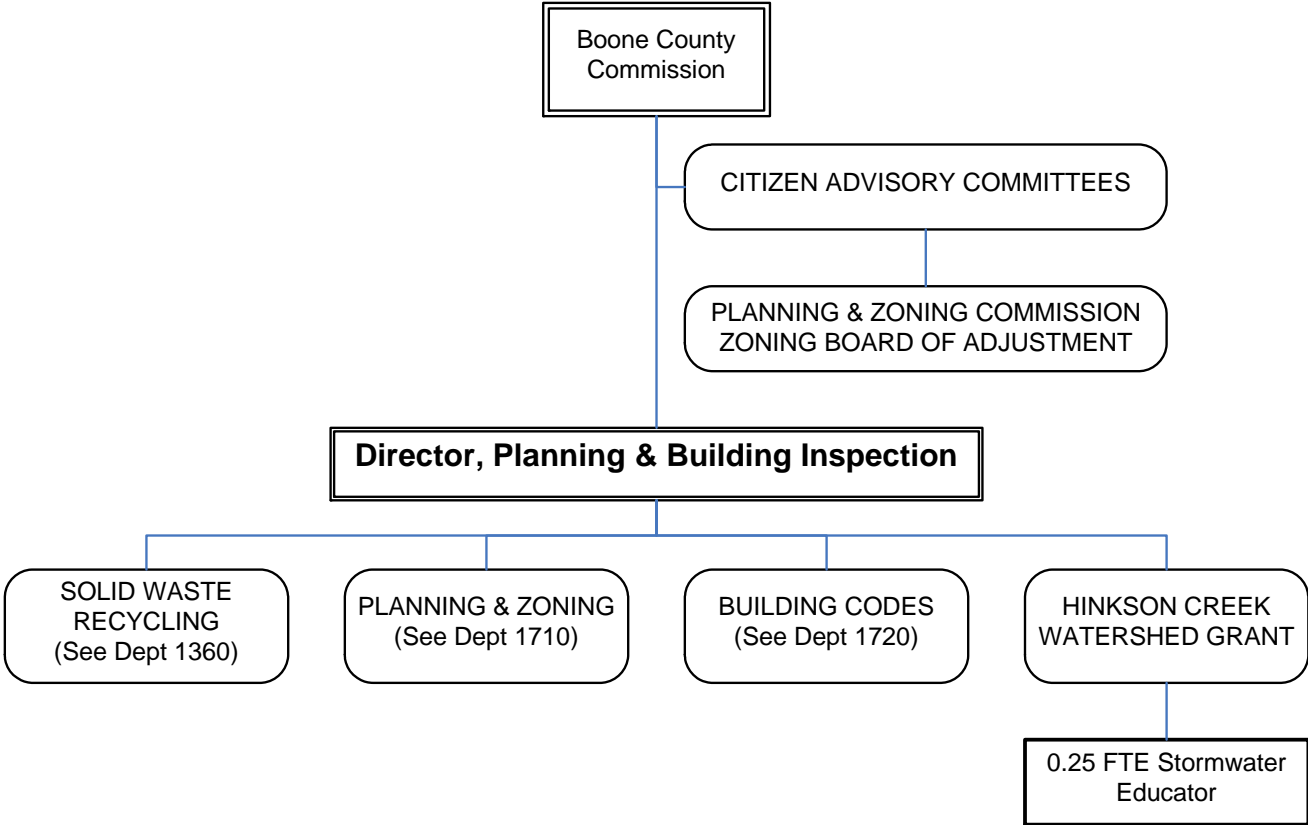 Boone County
Commission
CITIZEN ADVISORY COMMITTEES
PLANNING & ZONING COMMISSION
ZONING BOARD OF ADJUSTMENT
Director, Planning & Building Inspection
SOLID WASTE
RECYCLING
(See Dept 1360)
PLANNING & ZONING
(See Dept 1710)
BUILDING CODES
(See Dept 1720)
HINKSON CREEK
WATERSHED GRANT
0.25 FTE Stormwater
Educator